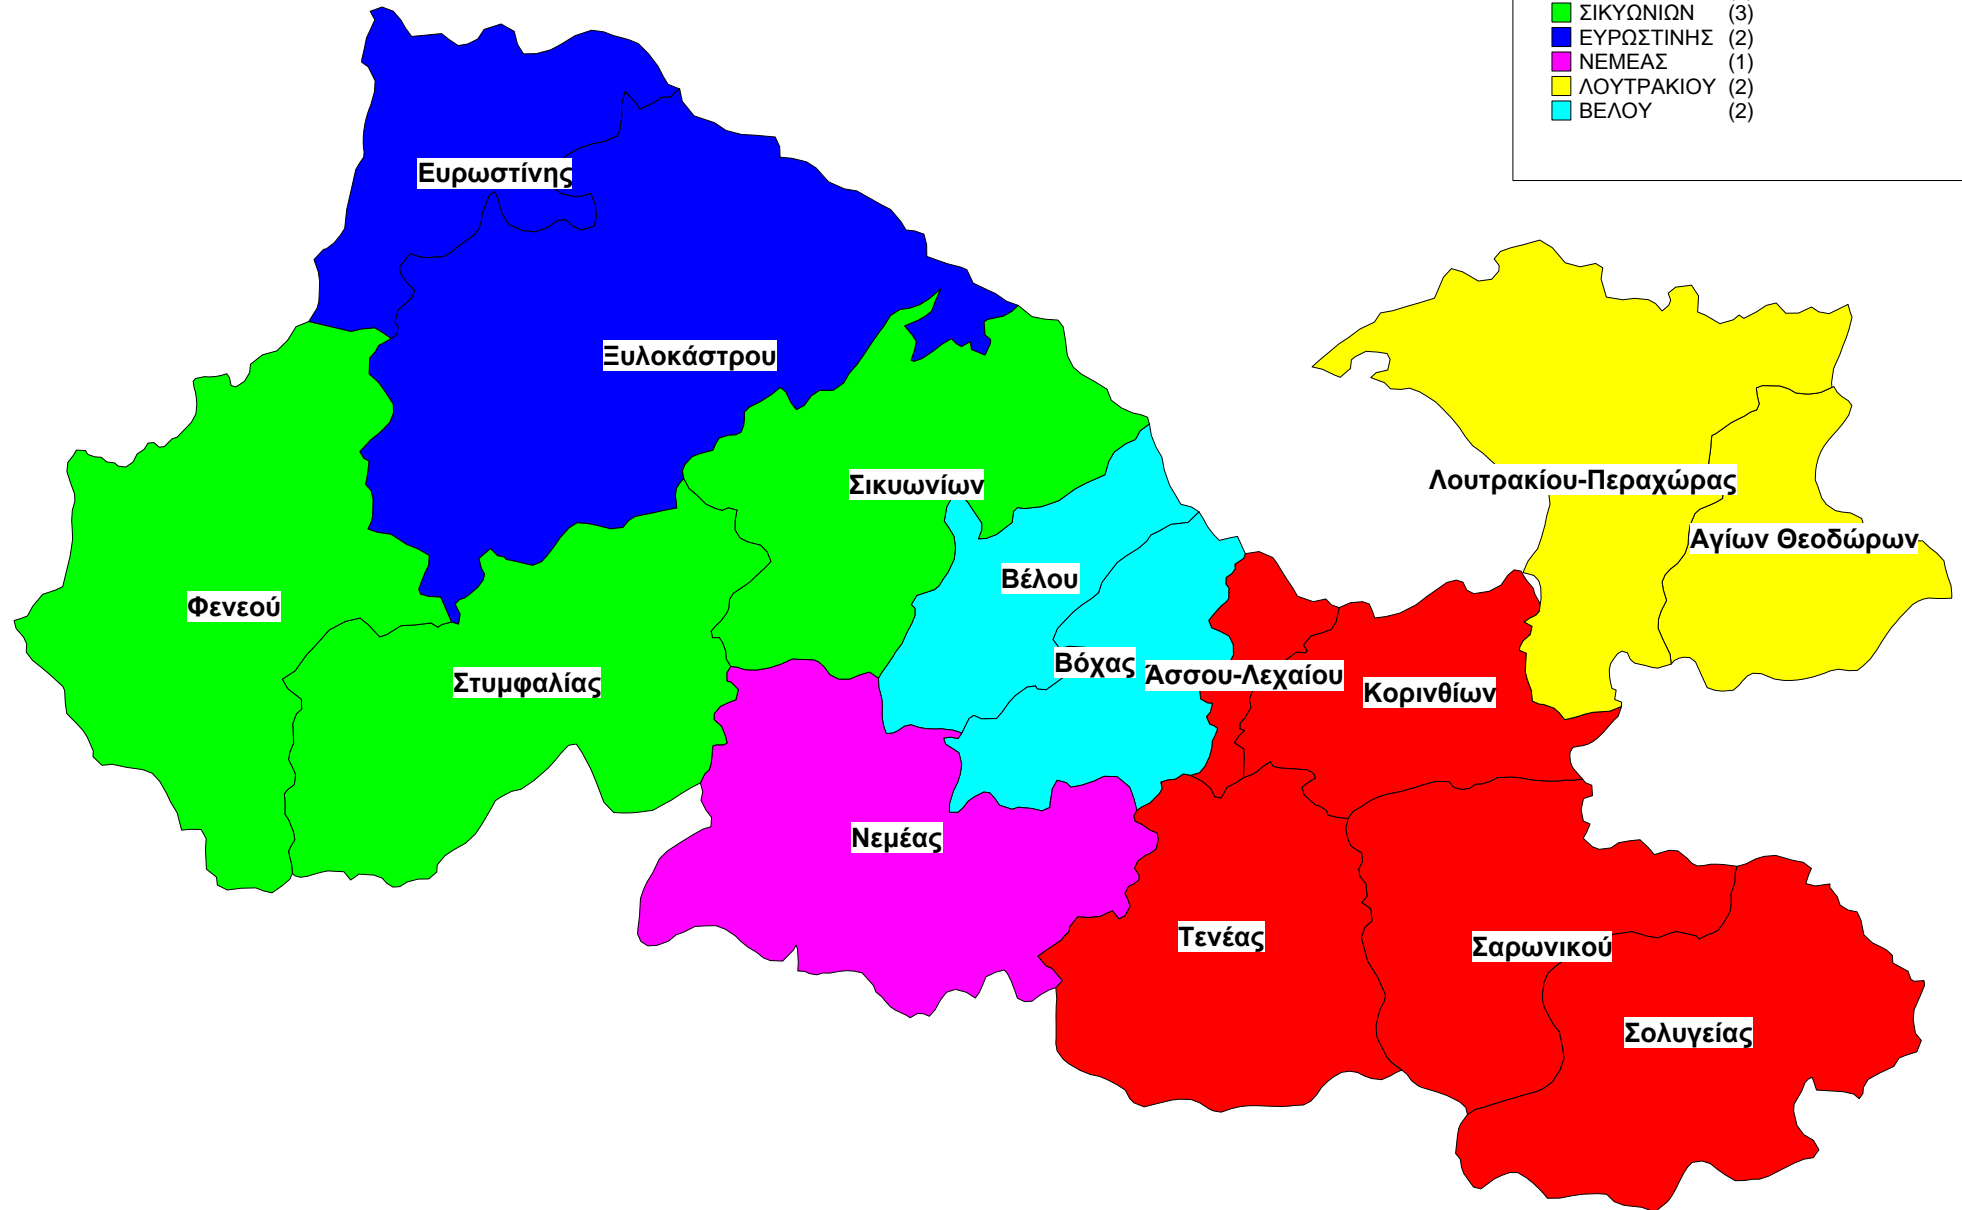 ΣΙΚΥΩΝΙΩΝ (3)
ΕΥΡΩΣΤΙΝΗΣ (2)
ΝΕΜΕΑΣ (1)
ΛΟΥΤΡΑΚΙΟΥ (2)
ΒΕΛΟΥ (2)
Ευρωστίνης
Ξυλοκάστρου
Σικυωνίων
Λουτρακίου-Περαχώρας
Αγίων Θεοδώρων
Βέλου
Φενεού
Βόχας
Άσσου-Λεχαίου
Στυμφαλίας
Κορινθίων
Νεμέας
Τενέας
Σαρωνικού
Σολυγείας